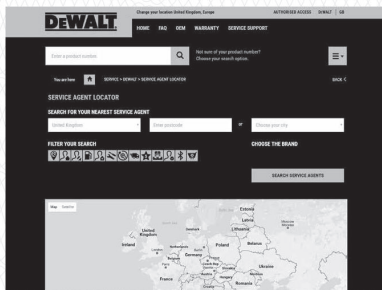 Change your location United Kingdom, Europe
AUTHORISED ACCESS DEWALT GB
DEWALT
HOME FAQ OEM WARRANTY SERVICE SUPPORT
Enter a product number
Not sure of your product number?
Choose your search option.
You are here SERVICE > DEWALT > SERVICE AGENT LOCATOR BACK <
SERVICE AGENT LOCATOR
SEARCH FOR YOUR NEAREST SERVICE AGENT
United Kingdom Enter postcode or Choose your city
FILTER YOUR SEARCH CHOOSE THE BRAND
SEARCH SERVICE AGENTS
Map Satellite
Estonia
Latvia
Lithuania
Denmark
United
Kingdom
Ireland
Netherlands
Poland
Belarus
Germany
Belgium
Ukraine
Austria
France
Romania